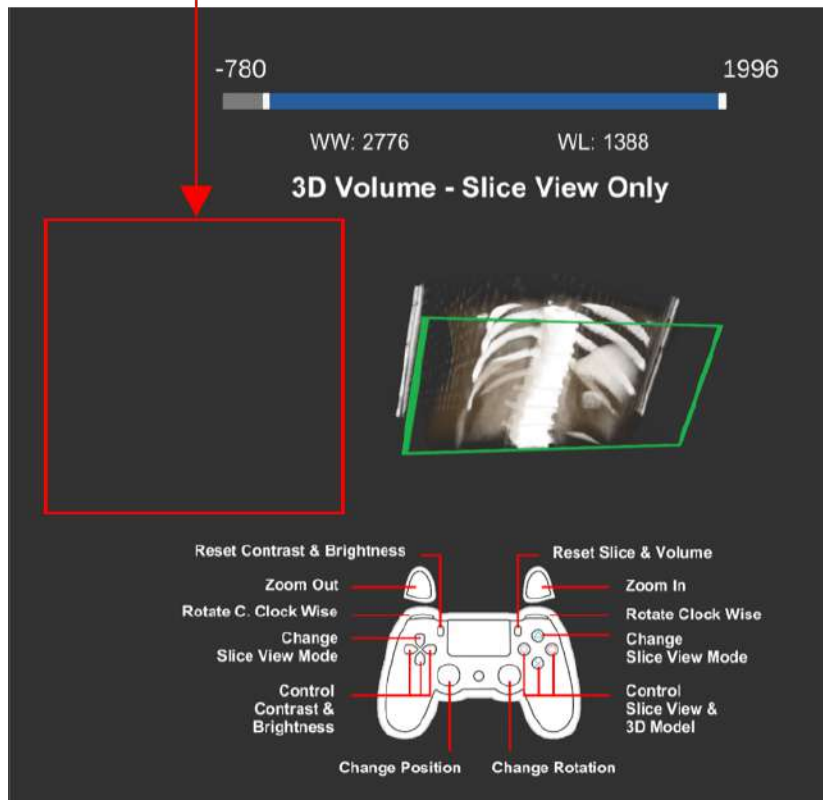 -780 1996
WW: 2776 WL: 1388
3D Volume - Slice View Only
Reset Contrast & Brightness
Reset Slice & Volume
Zoom Out
Zoom In
Rotate C. Clock Wise
Rotate Clock Wise
Change
Slice View Mode
Change
Slice View Mode
Control
Contrast &
Brightness
Control
Slice View &
3D Model
Change Position
Change Rotation